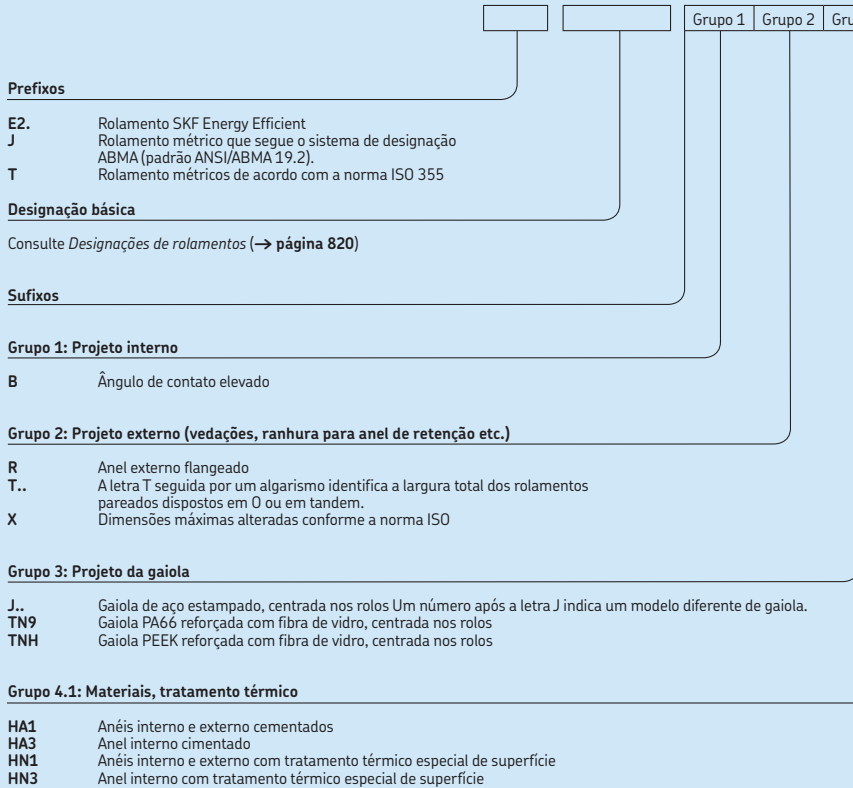 Grupo 1 Grupo 2 Gru
Prefixos
E2. Rolamento SKF Energy Efficient
J Rolamento métrico que segue o sistema de designação
ABMA (padrão ANSI/ABMA 19.2).
T Rolamento métricos de acordo com a norma ISO 355
Designação básica
Consulte Designações de rolamentos (→ página 820)
Sufixos
Grupo 1: Projeto interno
B Ângulo de contato elevado
Grupo 2: Projeto externo (vedações, ranhura para anel de retenção etc.)
R Anel externo flangeado
T.. A letra T seguida por um algarismo identifica a largura total dos rolamentos
pareados dispostos em O ou em tandem.
X Dimensões máximas alteradas conforme a norma ISO
Grupo 3: Projeto da gaiola
J.. Gaiola de aço estampado, centrada nos rolos Um número após a letra J indica um modelo diferente de gaiola.
TN9 Gaiola PA66 reforçada com fibra de vidro, centrada nos rolos
TNH Gaiola PEEK reforçada com fibra de vidro, centrada nos rolos
Grupo 4.1: Materiais, tratamento térmico
HA1 Anéis interno e externo cementados
HA3 Anel interno cimentado
HN1 Anéis interno e externo com tratamento térmico especial de superfície
HN3 Anel interno com tratamento térmico especial de superfície